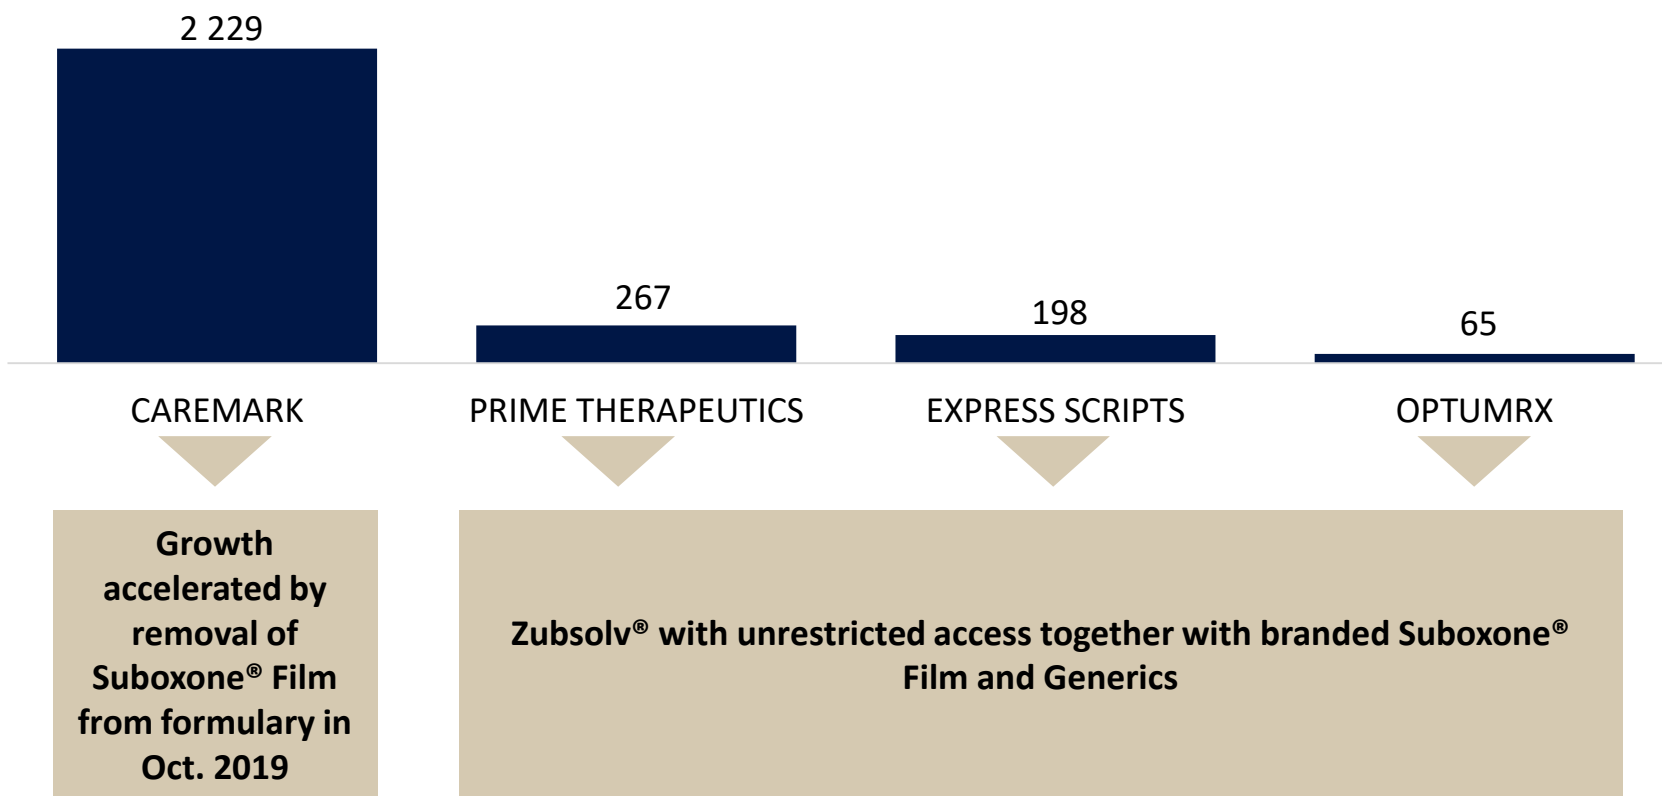 2 229
267
198
65
CAREMARK
PRIME THERAPEUTICS
EXPRESS SCRIPTS
OPTUMRX
Growth
accelerated by
removal of
Suboxone® Film
from formulary in
Oct. 2019
Zubsolv® with unrestricted access together with branded Suboxone®
Film and Generics